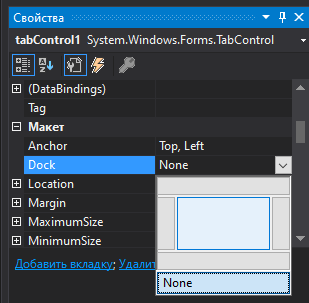 Свойства
tabControl1 System.Windows.Forms.TabControl
(DataBindings)
Tag
Макет
Anchor Top, Left
Dock None
Location
Margin
MaximumSize
MinimumSize
None
Добавить вкладку; Удалит